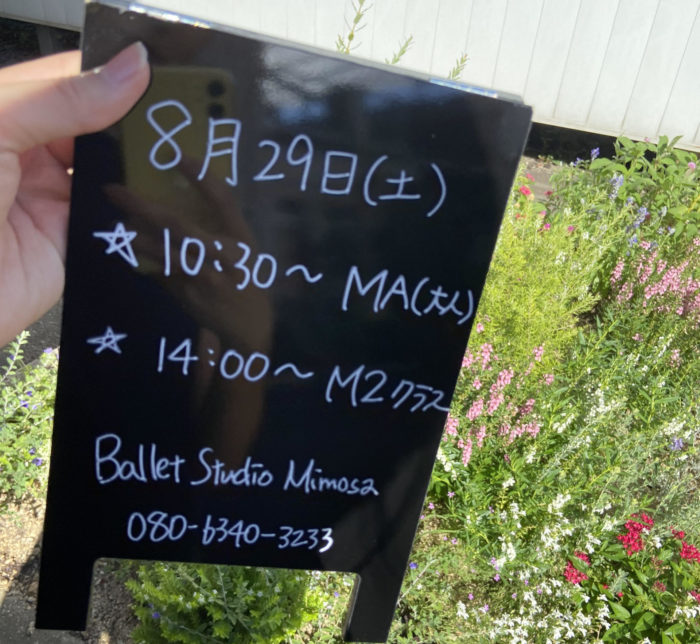 8月29日(土)
☆ 10:30〜 MA(大人)
☆ 14:00〜 M2クラス
Ballet Studio Mimosa
080-6340-3233